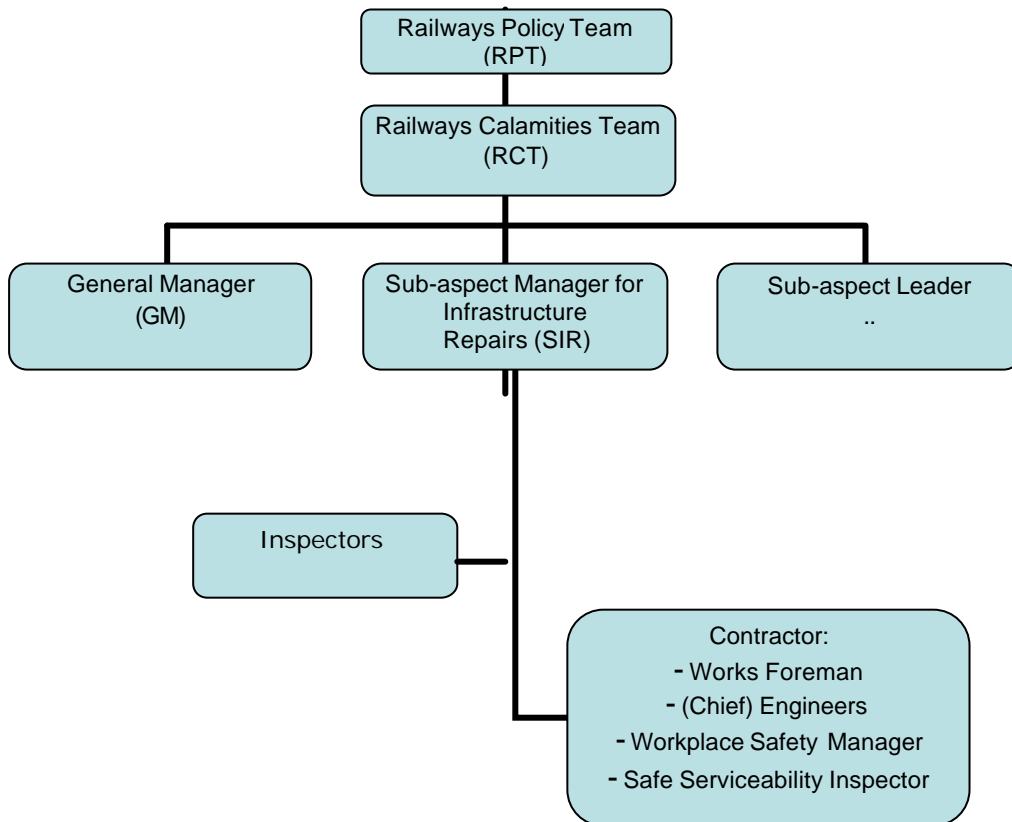 Railways Policy Team
(RPT)
Railways Calamities Team
(RCT)
General Manager
(GM)
Sub-aspect Manager for
Infrastructure
Repairs (SIR)
Sub-aspect Leader
..
Inspectors
Contractor:
- Works Foreman
- (Chief) Engineers
- Workplace Safety Manager
- Safe Serviceability Inspector